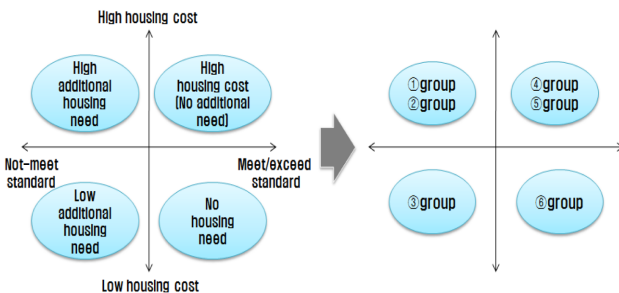 High housing cost
High
additional
housing
need
High
housing cost
(No additional
need)
Not-meet
standard
Meet/exceed
standard
Low
additional
housing
need
No
housing
need
Low housing cost
①group
②group
④group
⑤group
③group
⑥group